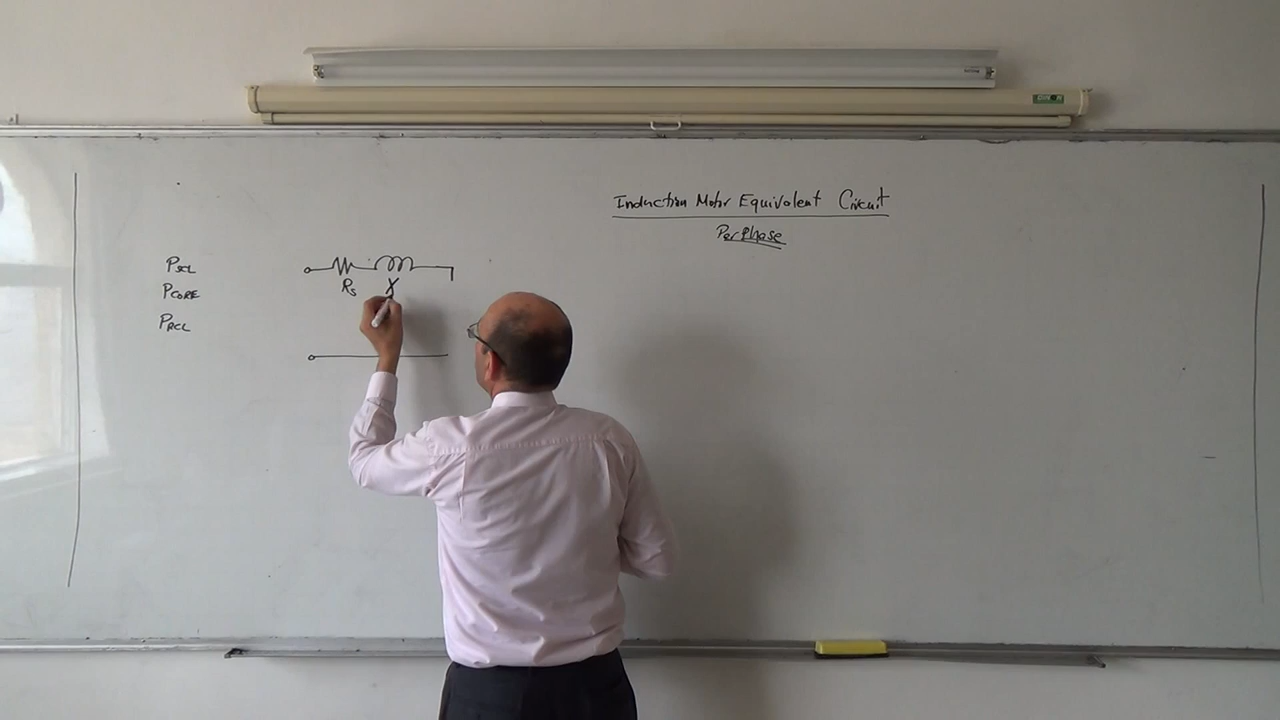 Induction Motor Equivalent Circuit
Per Phase
PSCL
PCORE
PRCL
RS X